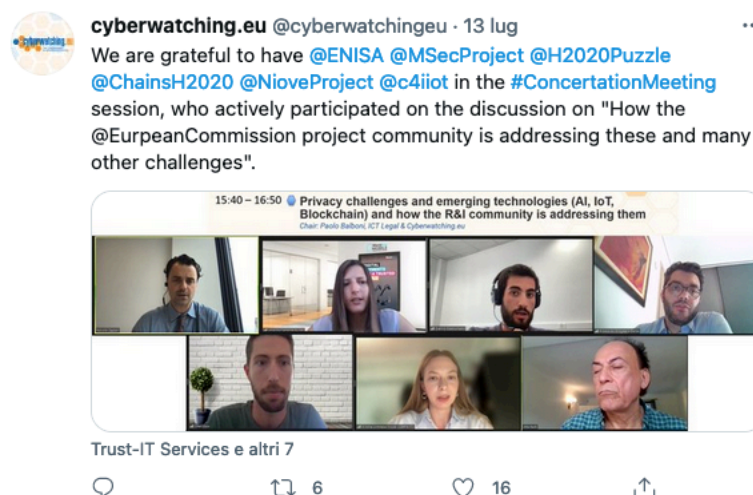 cyberwatching.eu @cyberwatchingeu · 13 lug
We are grateful to have @ENISA @MSecProject @H2020Puzzle
@ChainsH2020 @NioveProject @c4iiot in the #ConcertationMeeting
session, who actively participated on the discussion on "How the
@EurpeanCommission project community is addressing these and many
other challenges".
15:40 – 16:50 Privacy challenges and emerging technologies (AI, IoT,
Blockchain) and how the R&I community is addressing them
Chair: Paolo Balboni, ICT Legal & Cyberwatching.eu
Trust-IT Services e altri 7
6 16